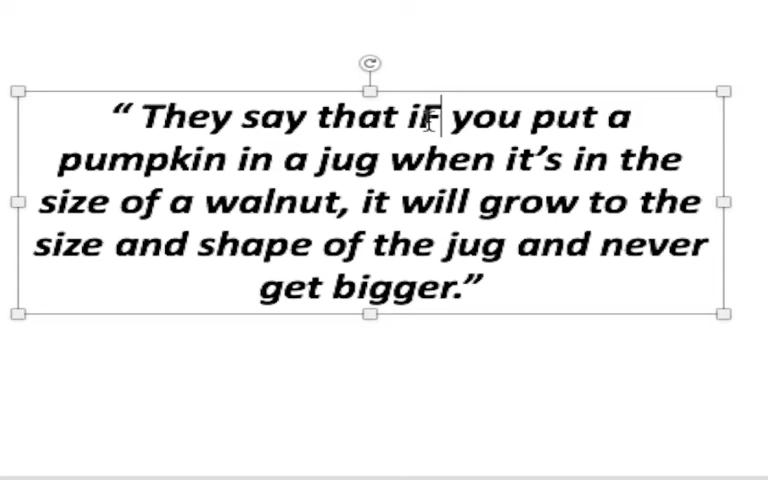 “ They say that iF you put a
pumpkin in a jug when it’s in the
size of a walnut, it will grow to the
size and shape of the jug and never
get bigger.”